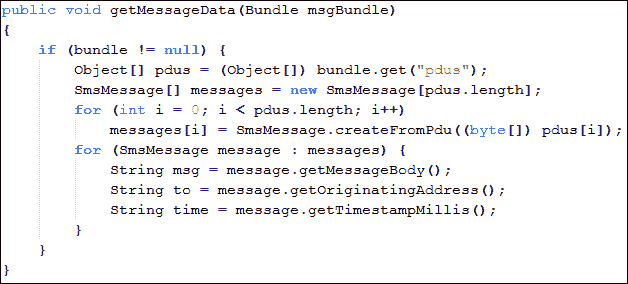 public void getMessageData(Bundle msgBundle)
{
    if (bundle != null) {
        Object[] pdus = (Object[]) bundle.get("pdus");
        SmsMessage[] messages = new SmsMessage[pdus.length];
        for (int i = 0; i < pdus.length; i++)
            messages[i] = SmsMessage.createFromPdu((byte[]) pdus[i]);
        for (SmsMessage message : messages) {
            String msg = message.getMessageBody();
            String to = message.getOriginatingAddress();
            String time = message.getTimestampMillis();
        }
    }
}